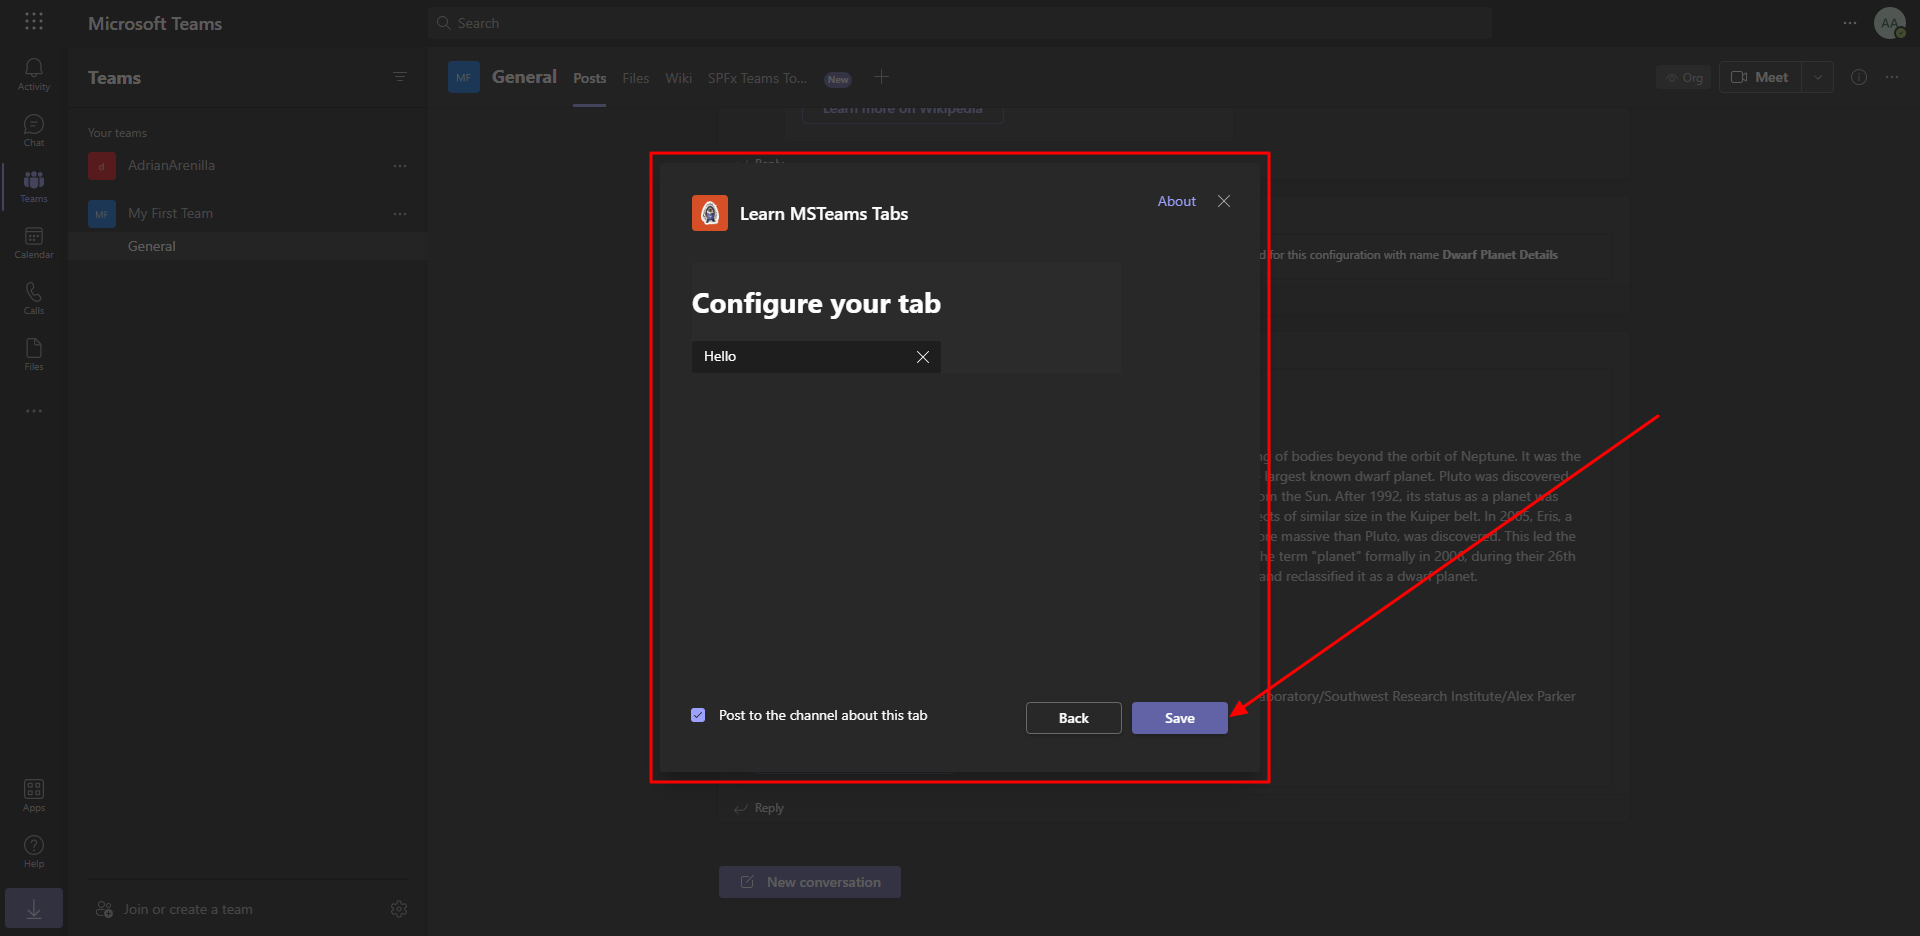 Microsoft Teams
Search
AA
Activity
Chat
Teams
Calendar
Calls
Files
Apps
Help
Teams
Your teams
d AdrianArenilla
MF My First Team
General
Join or create a team
MF General Posts Files Wiki SPFx Teams To... New
Org Meet
Learn more on Wikipedia
Reply
Learn MSTeams Tabs
About
Configure your tab
Hello
Post to the channel about this tab
Back
Save
for this configuration with name Dwarf Planet Details
of bodies beyond the orbit of Neptune. It was the
largest known dwarf planet. Pluto was discovered
the Sun. After 1992, its status as a planet was
of similar size in the Kuiper belt. In 2005, Eris, a
massive than Pluto, was discovered. This led the
term "planet" formally in 2006, during their 26th
and reclassified it as a dwarf planet.
/Southwest Research Institute/Alex Parker
Reply
New conversation